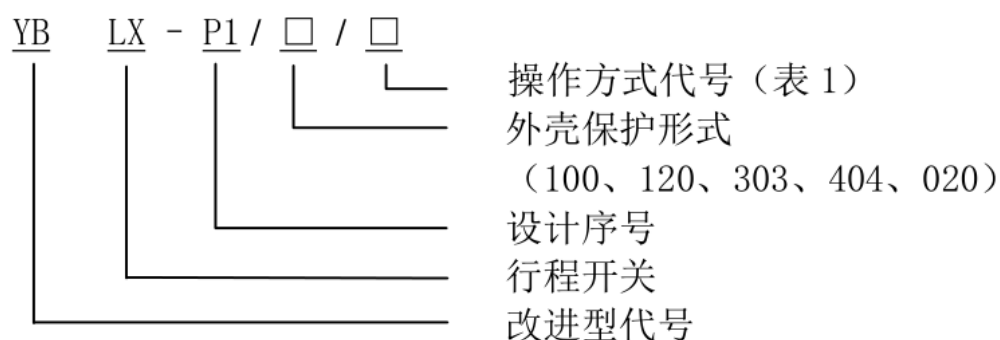 YB LX - P1 / □ / □
操作方式代号（表 1）
外壳保护形式
（100、120、303、404、020）
设计序号
行程开关
改进型代号